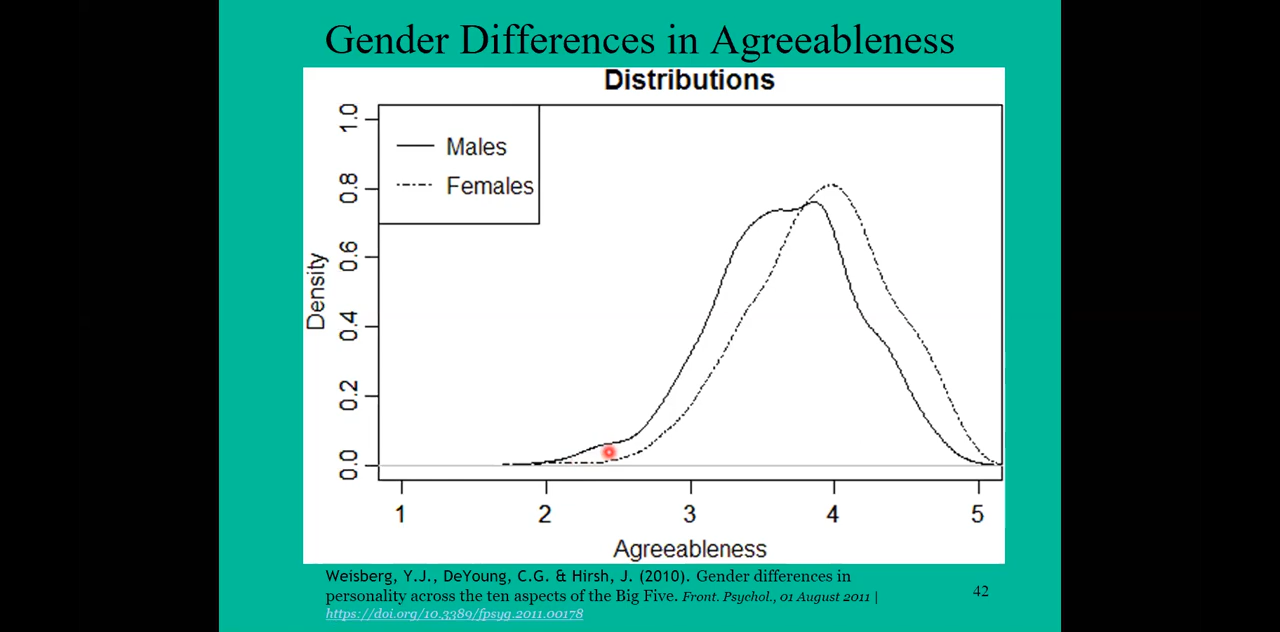 Gender Differences in Agreeableness
Distributions
Males
Females
Density
1.0
0.8
0.6
0.4
0.2
0.0
1 2 3 4 5
Agreeableness
Weisberg, Y.J., DeYoung, C.G. & Hirsh, J. (2010). Gender differences in
personality across the ten aspects of the Big Five. Front. Psychol., 01 August 2011 |
https://doi.org/10.3389/fpsyg.2011.00178
42